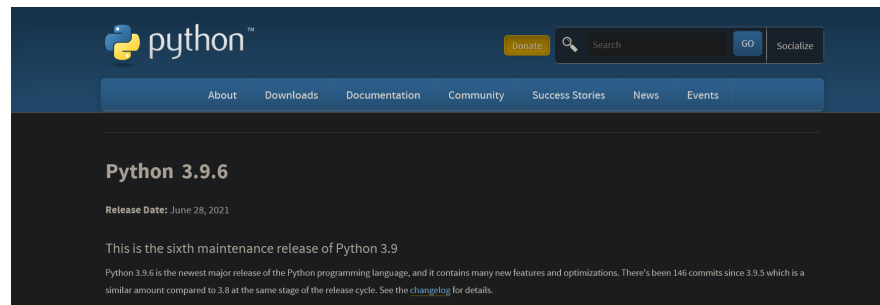 python™
Donate
Search
GO
Socialize
About Downloads Documentation Community Success Stories News Events
Python 3.9.6
Release Date: June 28, 2021
This is the sixth maintenance release of Python 3.9
Python 3.9.6 is the newest major release of the Python programming language, and it contains many new features and optimizations. There's been 146 commits since 3.9.5 which is a
similar amount compared to 3.8 at the same stage of the release cycle. See the changelog for details.